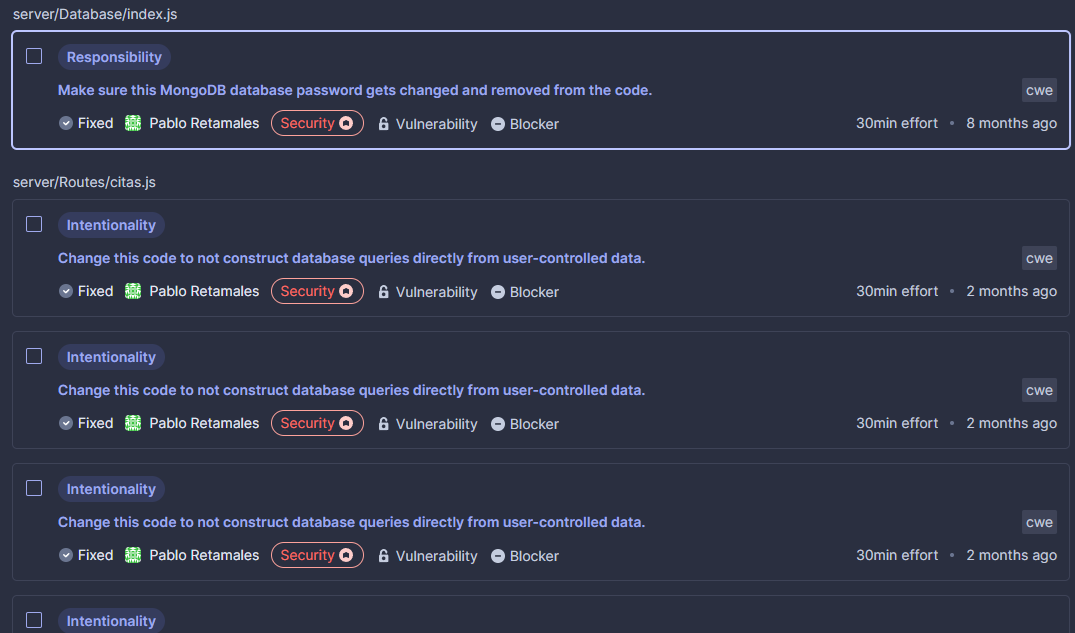 server/Database/index.js
Responsibility
Make sure this MongoDB database password gets changed and removed from the code. cwe
Fixed Pablo Retamales Security Vulnerability Blocker 30min effort • 8 months ago
server/Routes/citas.js
Intentionality
Change this code to not construct database queries directly from user-controlled data. cwe
Fixed Pablo Retamales Security Vulnerability Blocker 30min effort • 2 months ago
Intentionality
Change this code to not construct database queries directly from user-controlled data. cwe
Fixed Pablo Retamales Security Vulnerability Blocker 30min effort • 2 months ago
Intentionality
Change this code to not construct database queries directly from user-controlled data. cwe
Fixed Pablo Retamales Security Vulnerability Blocker 30min effort • 2 months ago
Intentionality